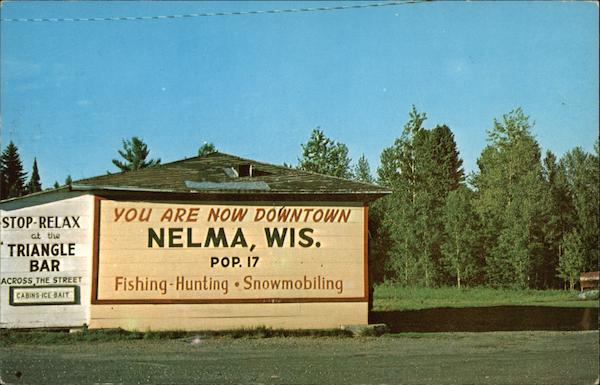 STOP-RELAX
at the
TRIANGLE
BAR
ACROSS THE STREET
CABINS-ICE-BAIT
YOU ARE NOW DOWNTOWN
NELMA, WIS.
POP. 17
Fishing-Hunting • Snowmobiling